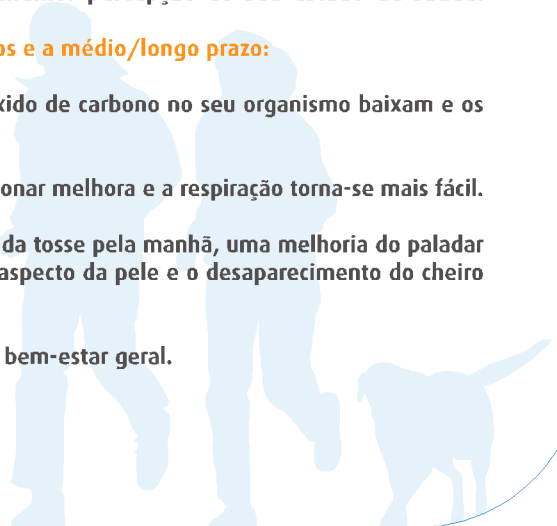 os e a médio/longo prazo:
xido de carbono no seu organismo baixam e os
onar melhora e a respiração torna-se mais fácil.
da tosse pela manhã, uma melhoria do paladar
aspecto da pele e o desaparecimento do cheiro
bem-estar geral.